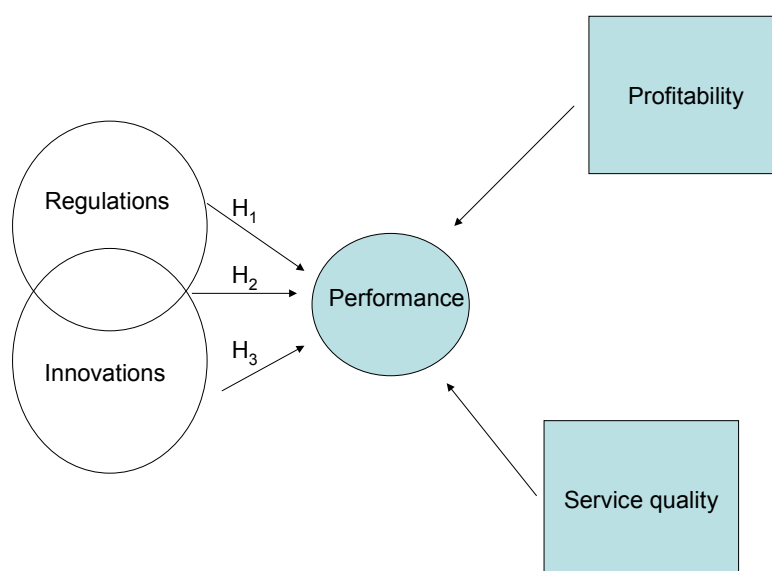 Profitability
Regulations
H₁
H₂
Performance
H₃
Innovations
Service quality